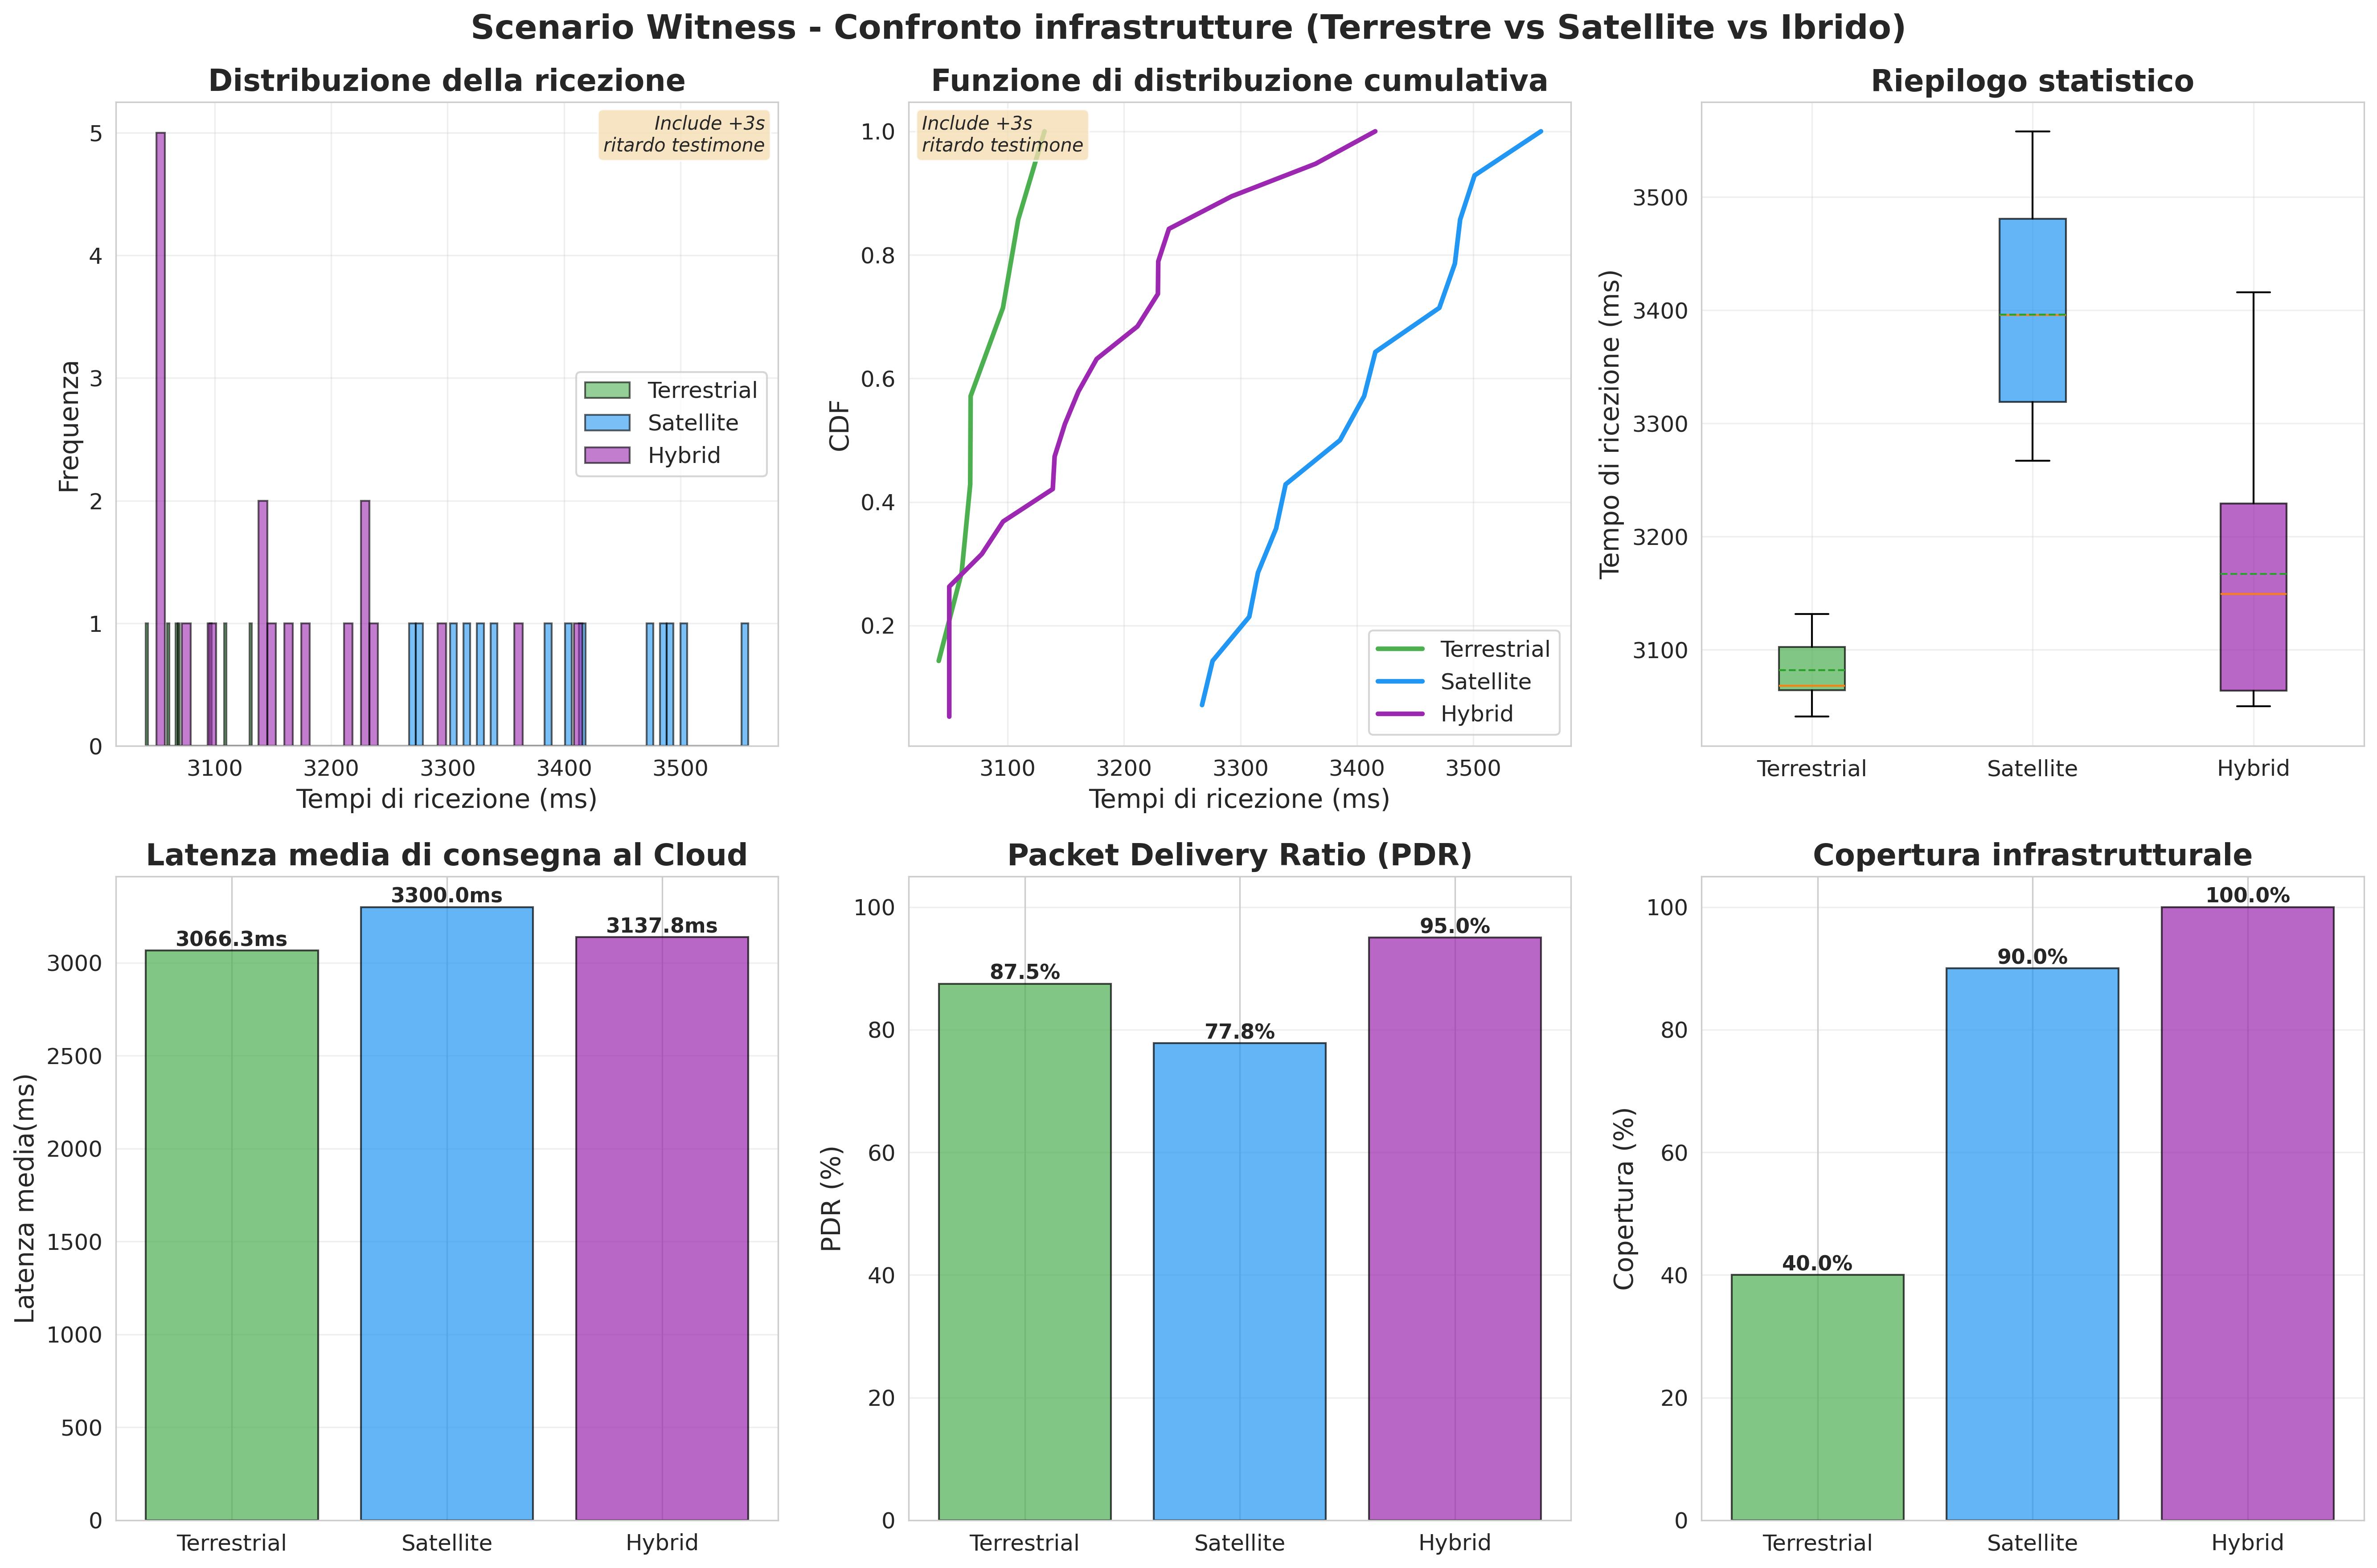 Scenario Witness - Confronto infrastrutture (Terrestre vs Satellite vs Ibrido)
Distribuzione della ricezione
Frequenza
5
4
3
2
1
0
Include +3s
ritardo testimone
Terrestrial
Satellite
Hybrid
3100
3200
3300
3400
3500
Tempi di ricezione (ms)
Funzione di distribuzione cumulativa
CDF
1.0
0.8
0.6
0.4
0.2
Include +3s
ritardo testimone
Terrestrial
Satellite
Hybrid
3100
3200
3300
3400
3500
Tempi di ricezione (ms)
Riepilogo statistico
Tempo di ricezione (ms)
3500
3400
3300
3200
3100
Terrestrial
Satellite
Hybrid
Latenza media di consegna al Cloud
Latenza media(ms)
3000
2500
2000
1500
1000
500
0
3066.3ms
3300.0ms
3137.8ms
Terrestrial
Satellite
Hybrid
Packet Delivery Ratio (PDR)
PDR (%)
100
80
60
40
20
0
87.5%
77.8%
95.0%
Terrestrial
Satellite
Hybrid
Copertura infrastrutturale
Copertura (%)
100
80
60
40
20
0
40.0%
90.0%
100.0%
Terrestrial
Satellite
Hybrid